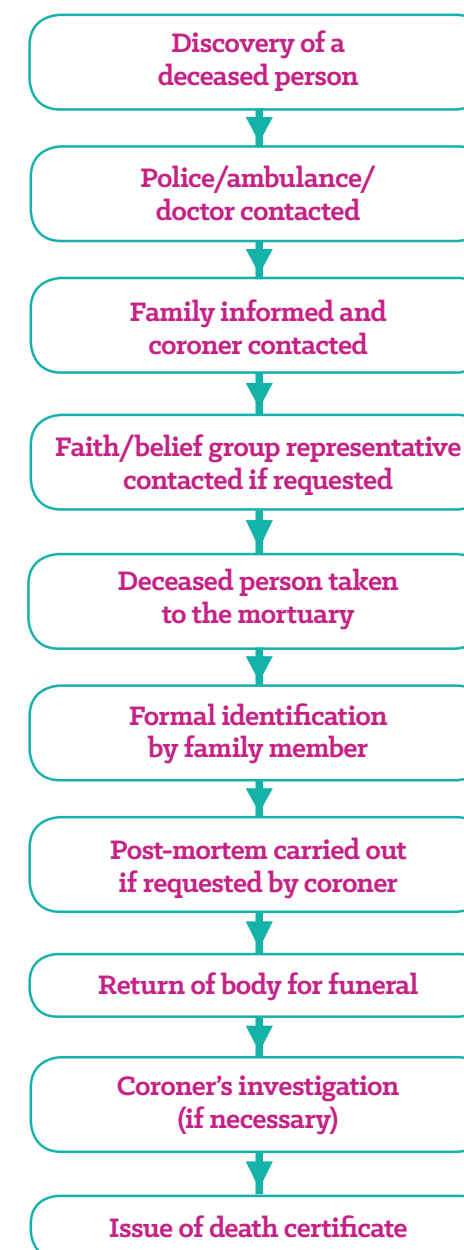 Discovery of a
deceased person
Police/ambulance/
doctor contacted
Family informed and
coroner contacted
Faith/belief group representative
contacted if requested
Deceased person taken
to the mortuary
Formal identification
by family member
Post-mortem carried out
if requested by coroner
Return of body for funeral
Coroner’s investigation
(if necessary)
Issue of death certificate